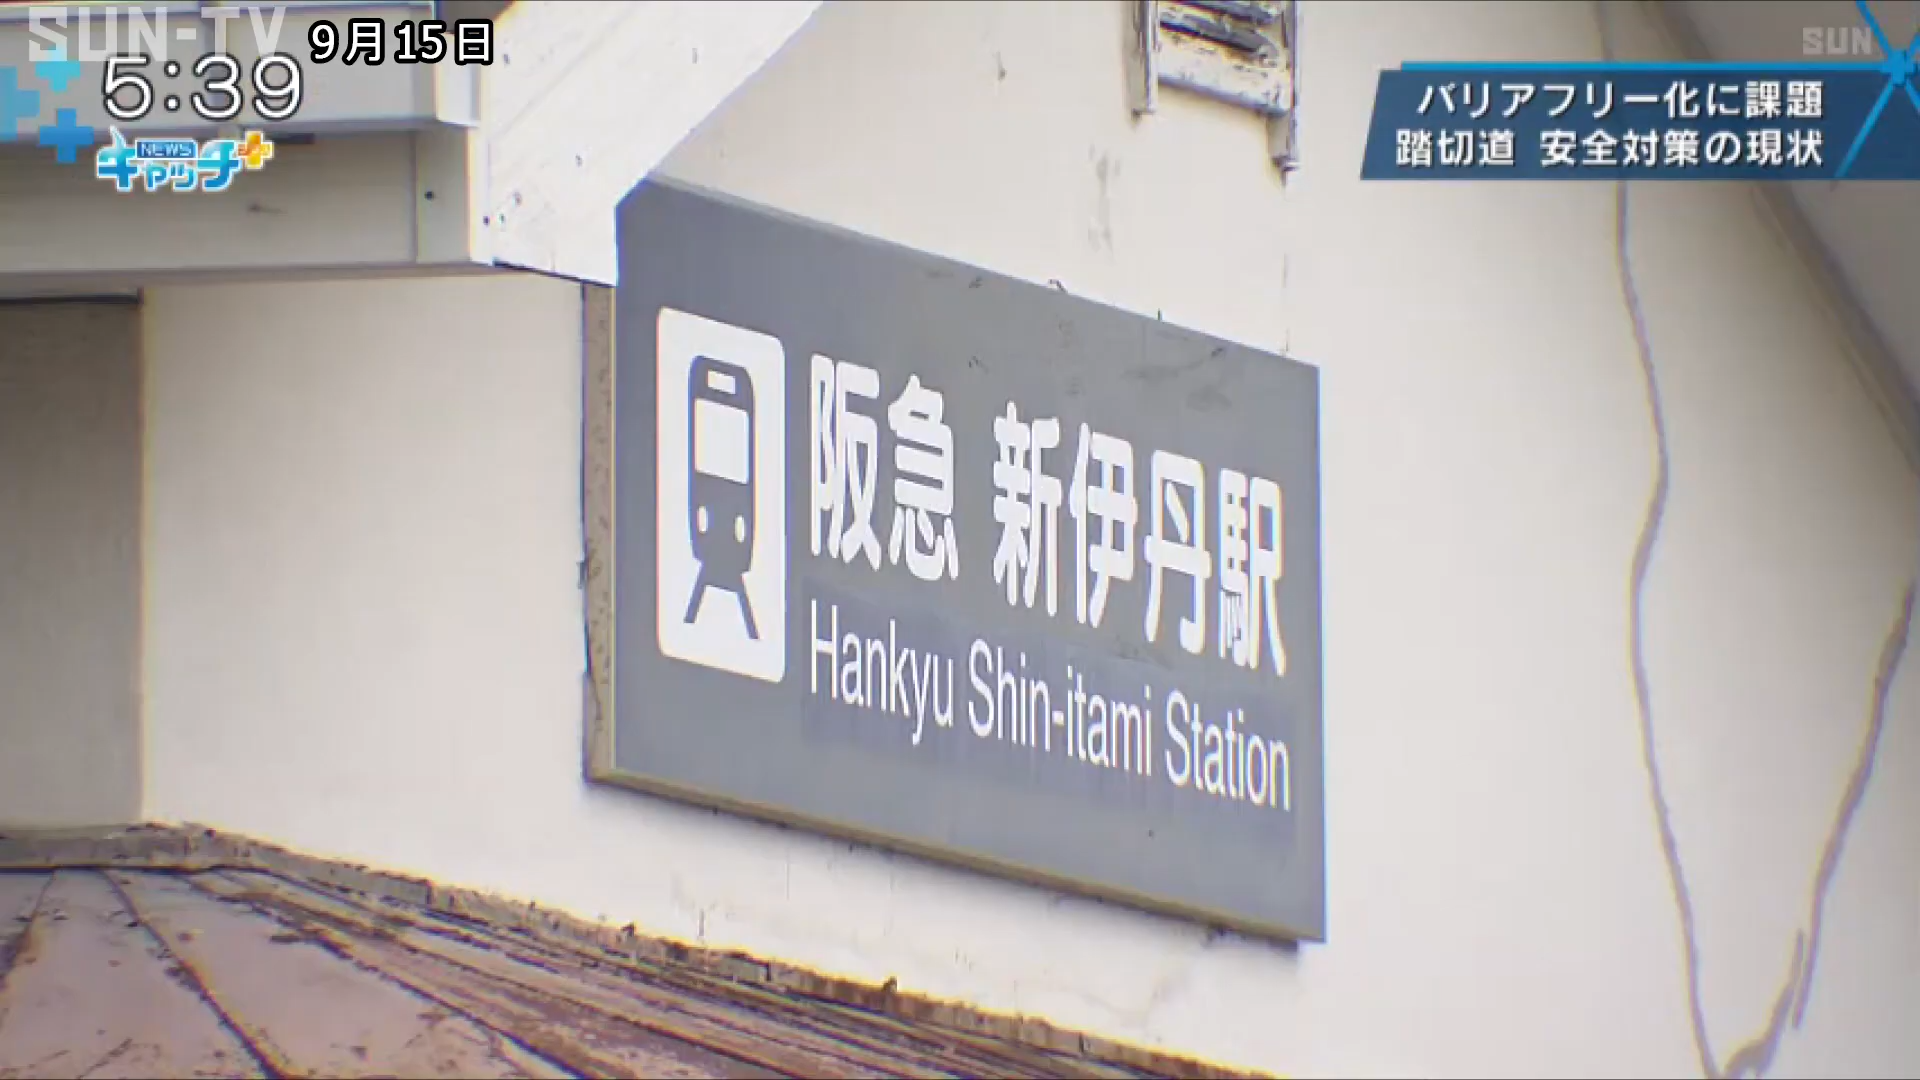 SUN-TV
9月15日
5:39
NEWS
キャッチ+
SUN
バリアフリー化に課題
踏切道 安全対策の現状
阪急 新伊丹駅
Hankyu Shin-itami Station